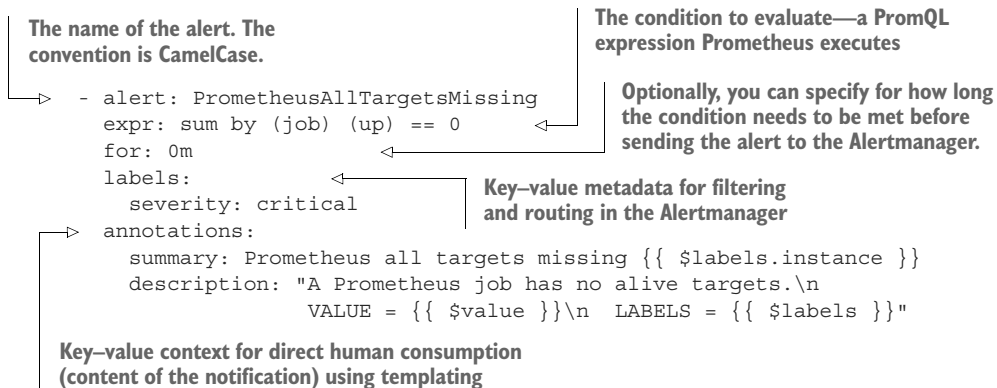 The name of the alert. The
convention is CamelCase.
The condition to evaluate—a PromQL
expression Prometheus executes
- alert: PrometheusAllTargetsMissing
expr: sum by (job) (up) == 0
for: 0m
Optionally, you can specify for how long
the condition needs to be met before
sending the alert to the Alertmanager.
labels:
severity: critical
Key–value metadata for filtering
and routing in the Alertmanager
annotations:
summary: Prometheus all targets missing {{ $labels.instance }}
description: "A Prometheus job has no alive targets.\n
VALUE = {{ $value }}\n  LABELS = {{ $labels }}"
Key–value context for direct human consumption
(content of the notification) using templating